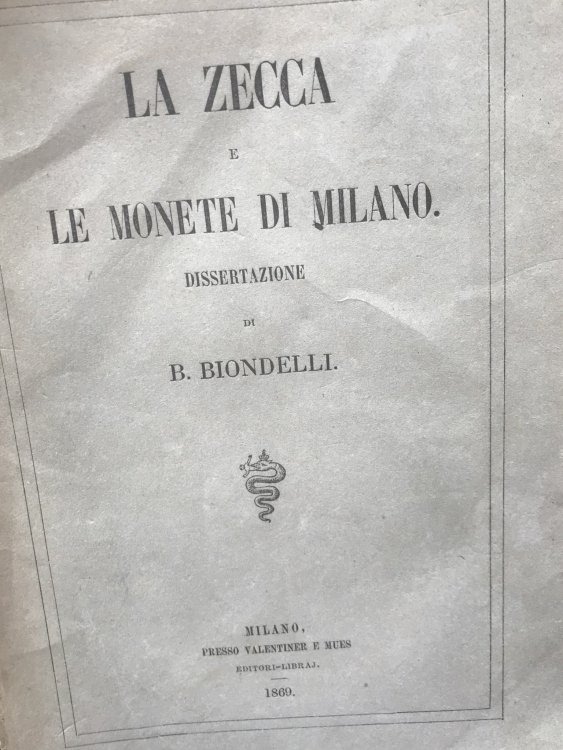 LA ZECCA
E
LE MONETE DI MILANO.
DISSERTAZIONE
DI
B. BIONDELLI.
MILANO,
PRESSO VALENTINER E MUES
EDITORI-LIBRAJ.
1869.